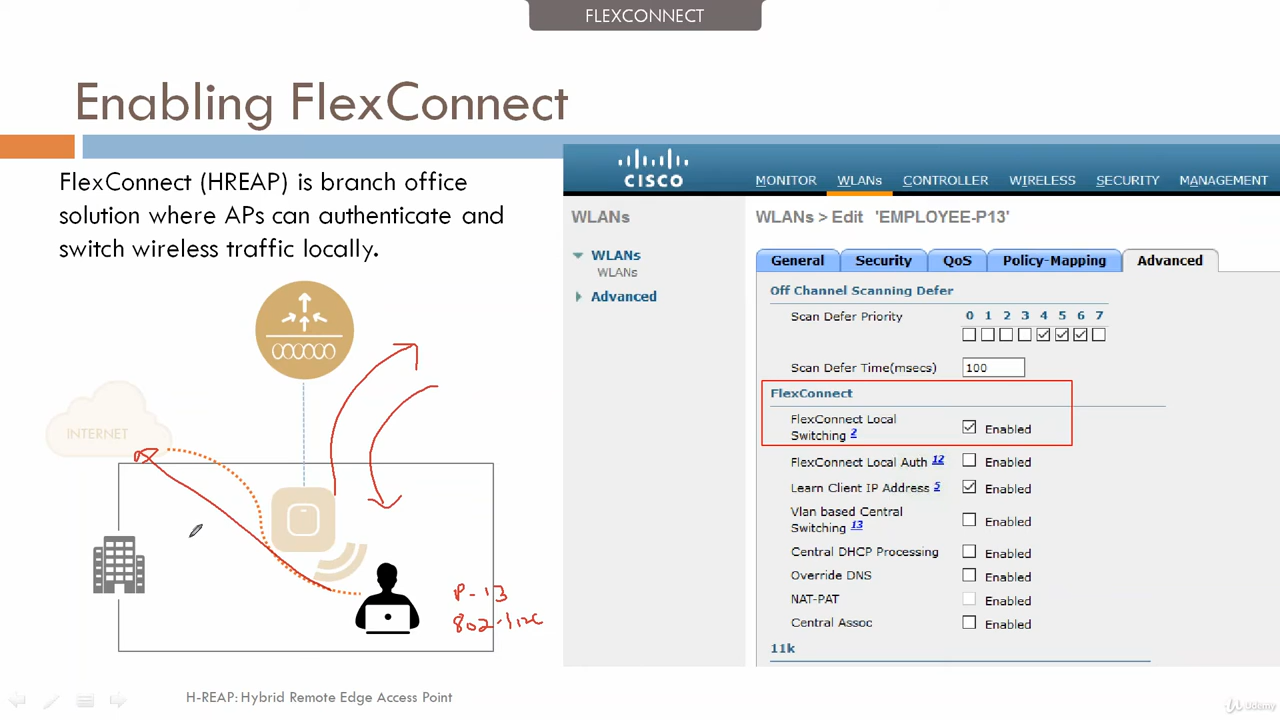 FLEXCONNECT
Enabling FlexConnect
FlexConnect (HREAP) is branch office
solution where APs can authenticate and
switch wireless traffic locally.
INTERNET
P-13
H-REAP: Hybrid Remote Edge Access Point
CISCO
MONITOR WLANs CONTROLLER WIRELESS SECURITY MANAGEMENT
WLANs
WLANs
WLANs
Advanced
WLANs > Edit 'EMPLOYEE-P13'
General Security QoS Policy-Mapping Advanced
Off Channel Scanning Defer
Scan Defer Priority 0 1 2 3 4 5 6 7
Scan Defer Time(msecs) 100
FlexConnect
FlexConnect Local
Switching 2 Enabled
FlexConnect Local Auth 12 Enabled
Learn Client IP Address 5 Enabled
Vlan based Central
Switching 13 Enabled
Central DHCP Processing Enabled
Override DNS Enabled
NAT-PAT Enabled
Central Assoc Enabled
11k
Udemy